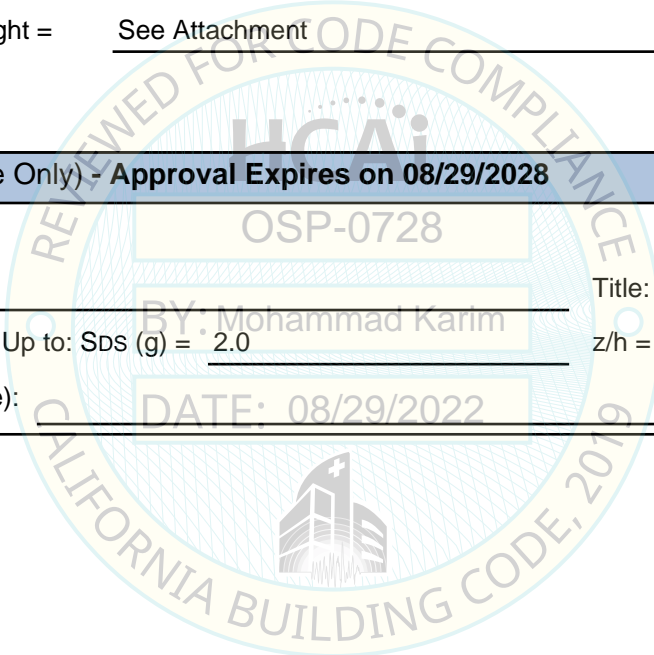 ght = See Attachment
REVIEWED FOR CODE COMPLIANCE
HCAi
e Only) - Approval Expires on 08/29/2028
OSP-0728
Title:
BY: Mohammad Karim
Up to: SDS (g) = 2.0 z/h =
e):
DATE: 08/29/2022
CALIFORNIA BUILDING CODE, 2019